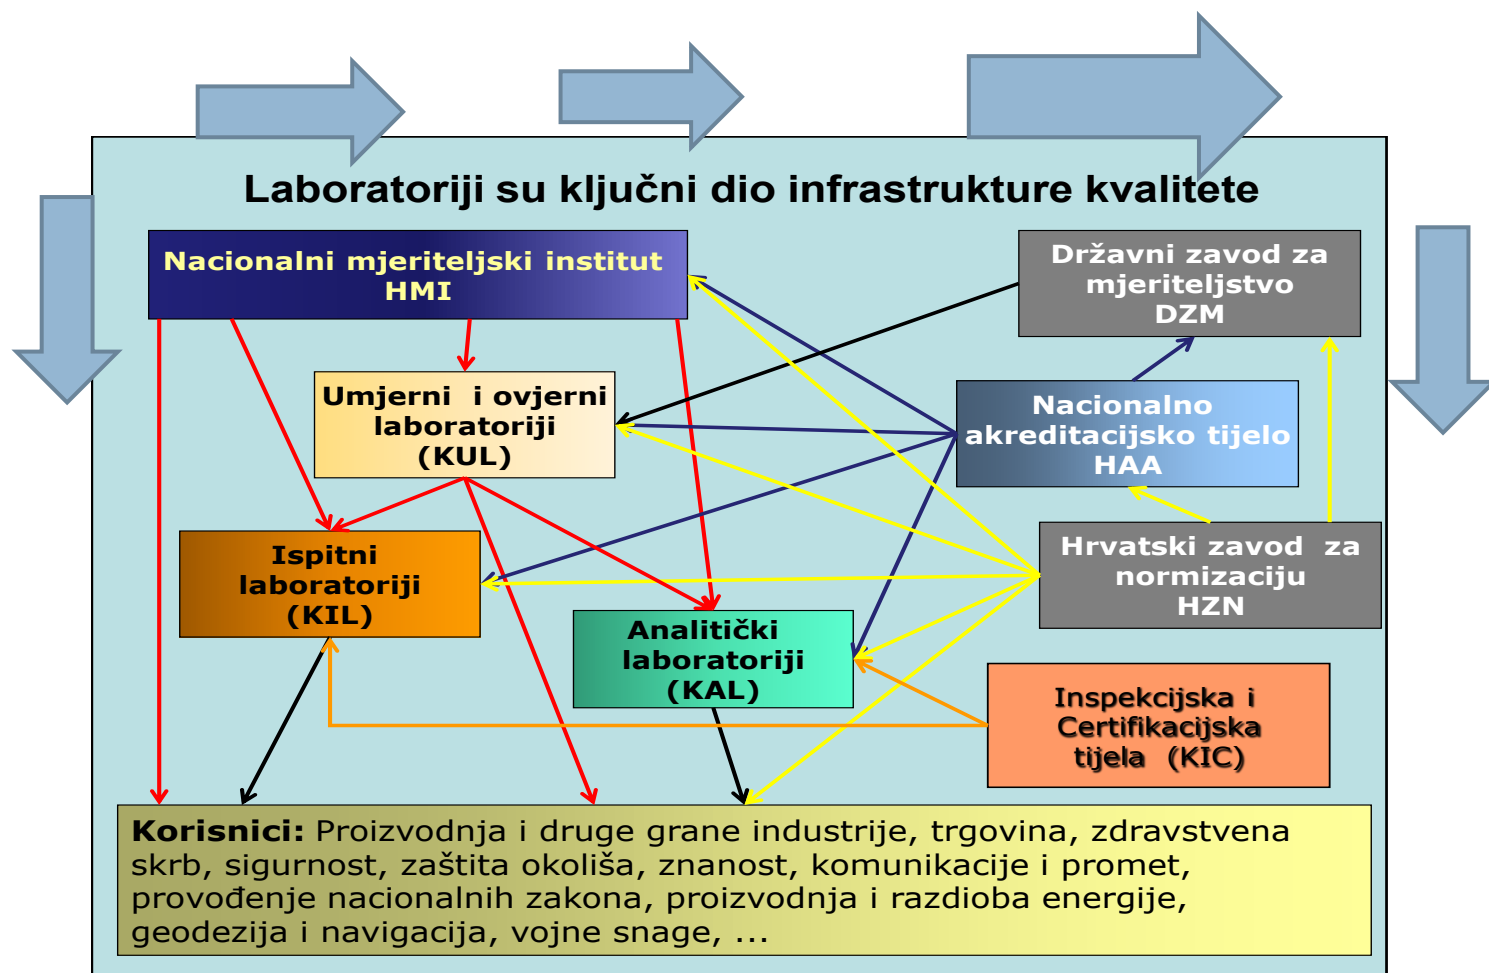 Laboratoriji su ključni dio infrastrukture kvalitete
Nacionalni mjeriteljski institut
HMI
Državni zavod za
mjeriteljstvo
DZM
Umjerni i ovjerni
laboratoriji
(KUL)
Nacionalno
akreditacijsko tijelo
HAA
Ispitni
laboratoriji
(KIL)
Hrvatski zavod za
normizaciju
HZN
Analitički
laboratoriji
(KAL)
Inspekcijska i
Certifikacijska
tijela (KIC)
Korisnici: Proizvodnja i druge grane industrije, trgovina, zdravstvena
skrb, sigurnost, zaštita okoliša, znanost, komunikacije i promet,
provođenje nacionalnih zakona, proizvodnja i razdioba energije,
geodezija i navigacija, vojne snage, ...